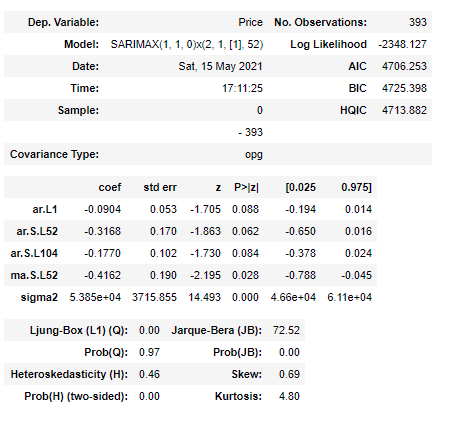 Dep. Variable: Price No. Observations: 393
Model: SARIMAX(1, 1, 0)x(2, 1, [1], 52) Log Likelihood -2348.127
Date: Sat, 15 May 2021 AIC 4706.253
Time: 17:11:25 BIC 4725.398
Sample: 0 HQIC 4713.882
- 393
Covariance Type: opg
coef std err z P>|z| [0.025 0.975]
ar.L1 -0.0904 0.053 -1.705 0.088 -0.194 0.014
ar.S.L52 -0.3168 0.170 -1.863 0.062 -0.650 0.016
ar.S.L104 -0.1770 0.102 -1.730 0.084 -0.378 0.024
ma.S.L52 -0.4162 0.190 -2.195 0.028 -0.788 -0.045
sigma2 5.385e+04 3715.855 14.493 0.000 4.66e+04 6.11e+04
Ljung-Box (L1) (Q): 0.00 Jarque-Bera (JB): 72.52
Prob(Q): 0.97 Prob(JB): 0.00
Heteroskedasticity (H): 0.46 Skew: 0.69
Prob(H) (two-sided): 0.00 Kurtosis: 4.80